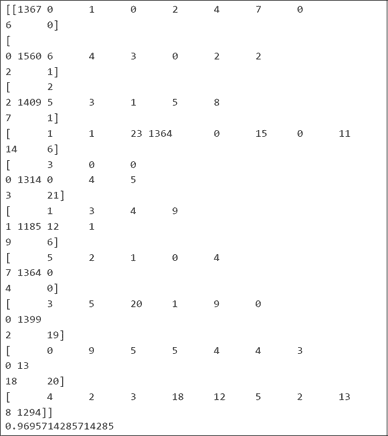 [[1367 0 1 0 2 4 7 0
6 0]
[
0 1560 6 4 3 0 2 2
2 1]
[ 2
2 1409 5 3 1 5 8
7 1]
[ 1 1 23 1364 0 15 0 11
14 6]
[ 3 0 0
0 1314 0 4 5
3 21]
[ 1 3 4 9
1 1185 12 1
9 6]
[ 5 2 1 0 4
7 1364 0
4 0]
[ 3 5 20 1 9 0
0 1399
2 19]
[ 0 9 5 5 4 4 3
0 13
18 20]
[ 4 2 3 18 12 5 2 13
8 1294]]
0.9695714285714285